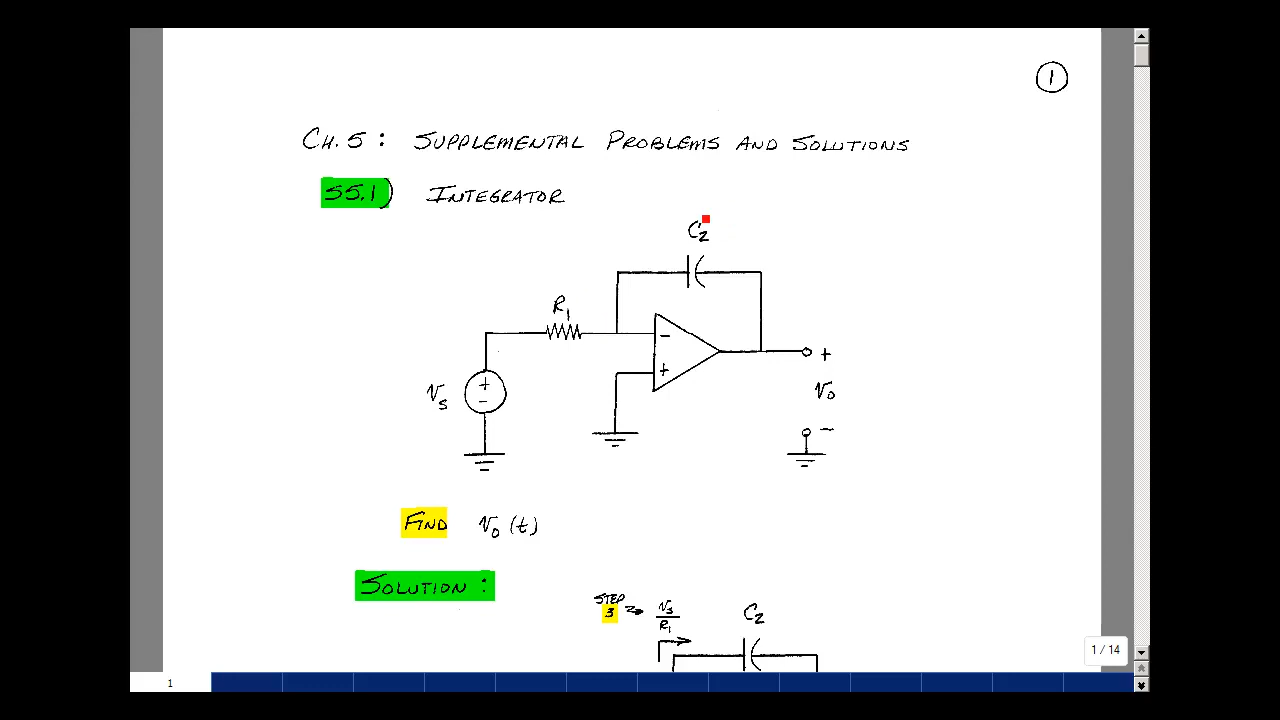 1
CH. 5 : SUPPLEMENTAL PROBLEMS AND SOLUTIONS
S5.1) INTEGRATOR
C2
R1
−
+
+
−
Vs
+
Vo
−
FIND Vo (t)
SOLUTION :
STEP 3
Vs
R1
C2
1 / 14
1